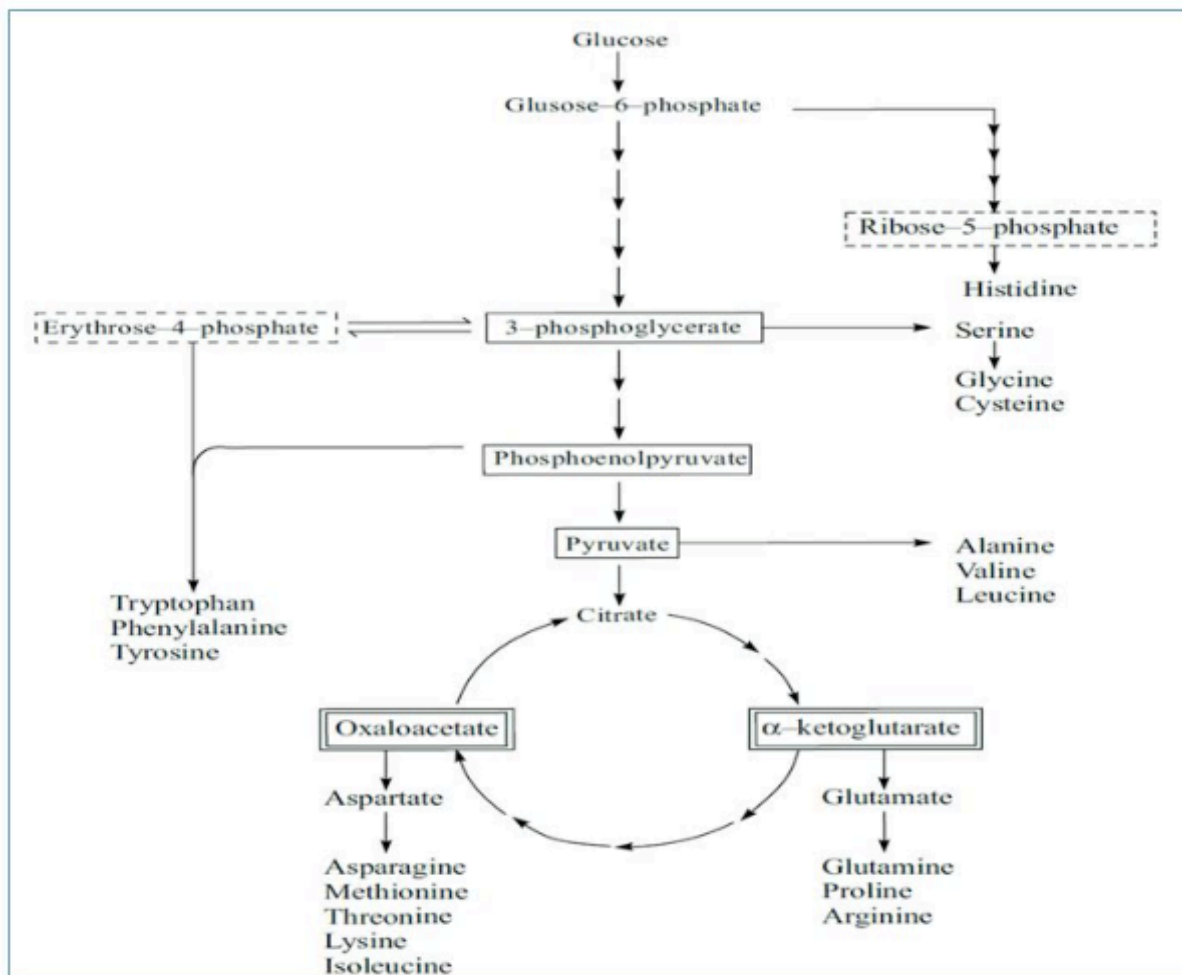 Glucose
Glusose–6–phosphate
Ribose–5–phosphate
Histidine
Erythrose–4–phosphate
3–phosphoglycerate
Serine
Glycine
Cysteine
Phosphoenolpyruvate
Pyruvate
Alanine
Valine
Leucine
Tryptophan
Phenylalanine
Tyrosine
Citrate
Oxaloacetate
α–ketoglutarate
Aspartate
Glutamate
Asparagine
Methionine
Threonine
Lysine
Isoleucine
Glutamine
Proline
Arginine